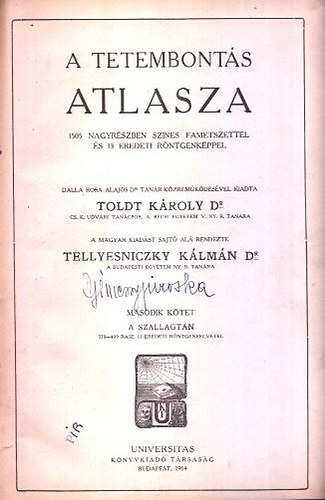 A TETEMBONTÁS
ATLASZA
1505 NAGYRÉSZBEN SZINES FAMETSZETTEL
ÉS 13 EREDETI RÖNTGENKÉPPEL
DALLA ROSA ALAJOS DR TANÁR KÖZREMŰKÖDÉSÉVEL KIADTA
TOLDT KÁROLY DR
CS. K. UDVARI TANÁCSOS, A BÉCSI EGYETEM V. NY. R. TANÁRA
A MAGYAR KIADÁST SAJTÓ ALÁ RENDEZTE
TELLYESNICZKY KÁLMÁN DR
A BUDAPESTI EGYETEM NY. R. TANÁRA
MÁSODIK KÖTET
A SZALLAGTAN
PIR
UNIVERSITAS
KÖNYVKIADÓ TÁRSASÁG
BUDAPEST, 1914